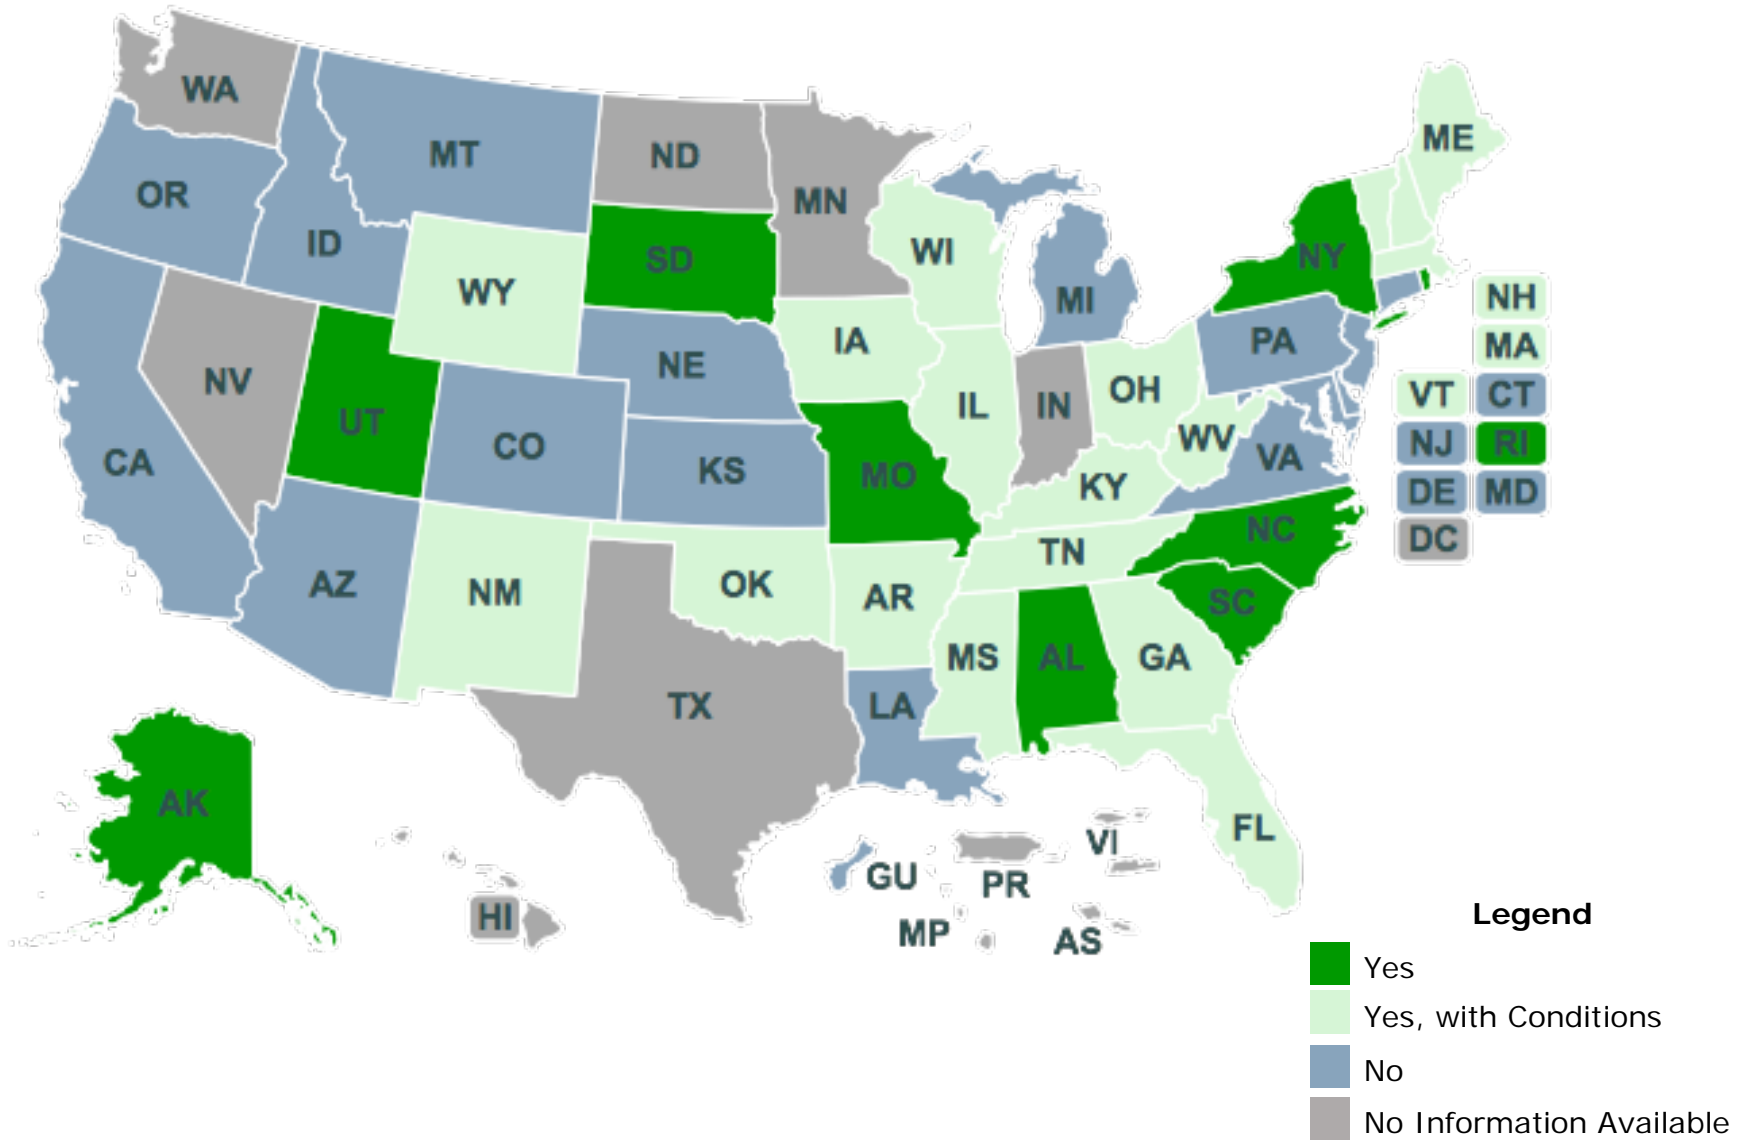 WA
MT
ND
MN
OR
ID
SD
WI
WY
MI
NY
ME
NH
MA
IA
NE
PA
NV
UT
CO
KS
MO
IL
IN
OH
WV
VA
VT
CT
NJ
RI
DE
MD
DC
CA
KY
NC
TN
AZ
NM
OK
AR
SC
MS
AL
GA
TX
LA
AK
FL
HI
GU
PR
VI
MP
AS
Legend
Yes
Yes, with Conditions
No
No Information Available